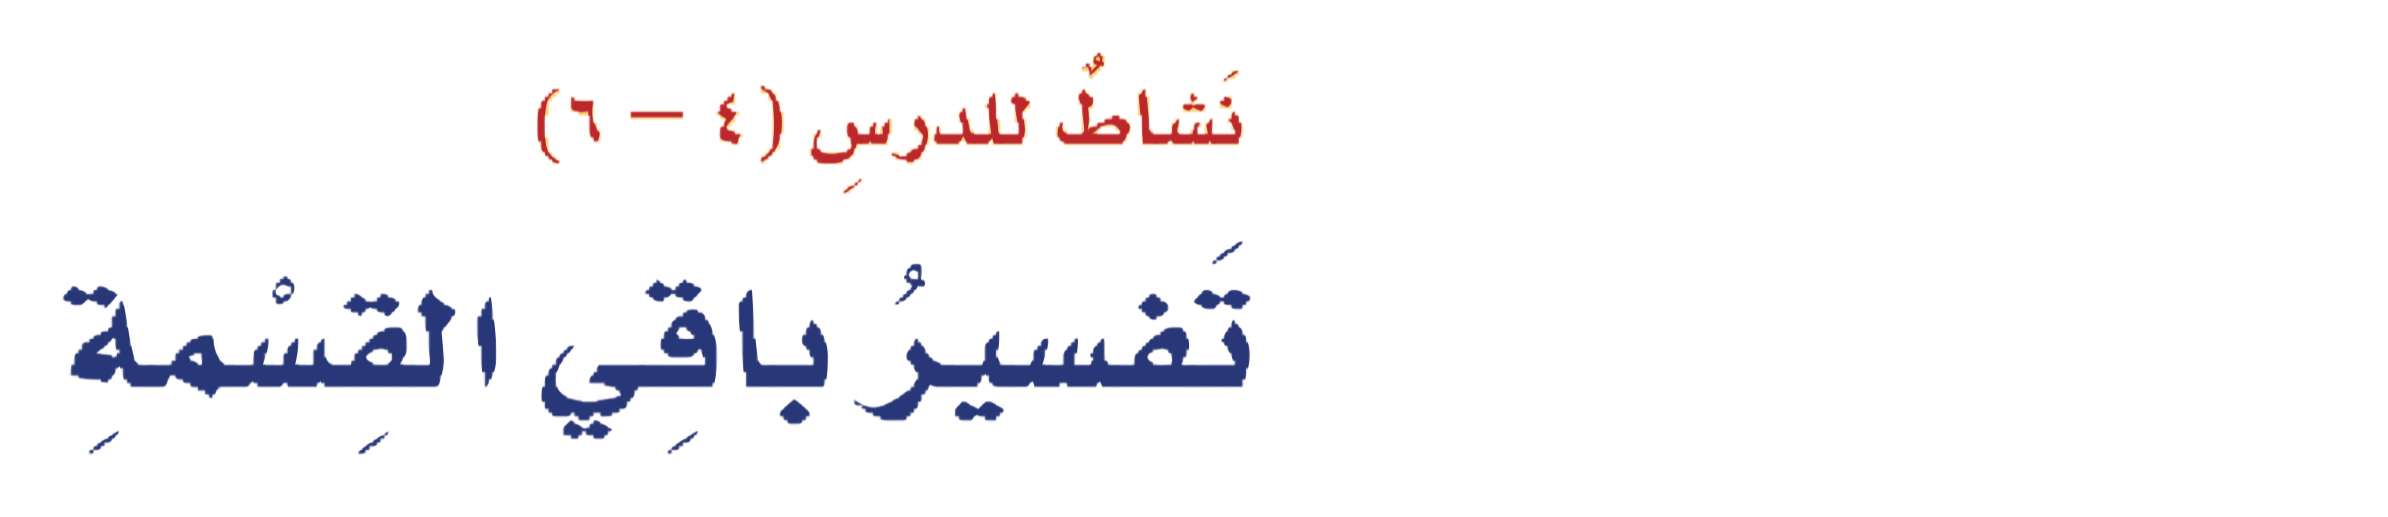 نَشاطٌ للدرسِ (٤ – ٦)
تَفسيرُ باقِي القِسْمةِ